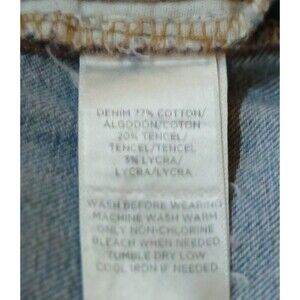 DENIM 77% COTTON/
ALGODÓN/COTON
20% TENCEL/
TENCEL/TENCEL
3% LYCRA/
LYCRA/LYCRA
WASH BEFORE WEARING
MACHINE WASH WARM
ONLY NON-CHLORINE
BLEACH WHEN NEEDED
TUMBLE DRY LOW
COOL IRON IF NEEDED